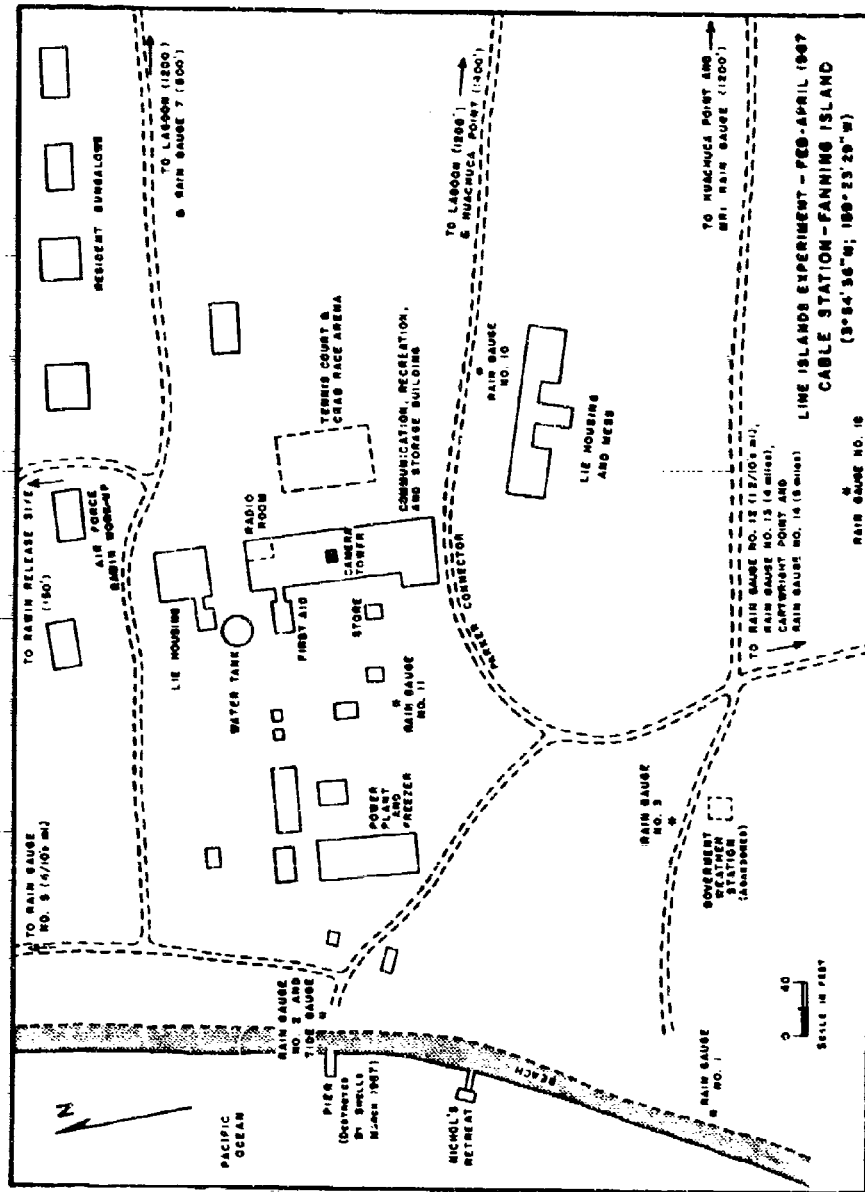 N
PACIFIC
OCEAN
PIER
(DESTROYED
BY SWELLS
MARCH 1967)
NICHOL'S
RETREAT
BEACH
RAIN GAUGE
NO. 2 AND
TIDE GAUGE
RAIN GAUGE
NO. 1
0 40
SCALE IN FEET
TO RAIN GAUGE
NO. 5 (4/10's mi)
TO RAWIN RELEASE SITE
(150')
AIR FORCE
RAWIN WORK-UP
RESIDENT BUNGALOWS
TO LAGOON (1200')
& RAIN GAUGE 7 (800')
LIE HOUSING
WATER TANK
RADIO
ROOM
CAMERA
TOWER
FIRST AID
STORE
TENNIS COURT &
CRAB RACE ARENA
COMMUNICATION, RECREATION,
AND STORAGE BUILDING
POWER
PLANT
AND
FREEZER
RAIN GAUGE
NO. 11
PARKER
CONNECTOR
TO LAGOON (1200')
& HUACHUCA POINT (1400')
RAIN GAUGE
NO. 10
LIE HOUSING
AND MESS
RAIN GAUGE
NO. 3
GOVERMENT
WEATHER
STATION
(ABANDONED)
TO HUACHUCA POINT AND
MRI RAIN GAUGE (1200')
TO RAIN GAUGE NO. 12 (1 2/10's mi),
RAIN GAUGE NO. 13 (4 miles),
CARTWRIGHT POINT AND
RAIN GAUGE NO. 14 (6 miles)
RAIN GAUGE NO.
LINE ISLANDS EXPERIMENT - FEB-APRIL 1967
CABLE STATION - FANNING ISLAND
(3°54'36"N; 159°23'29"W)